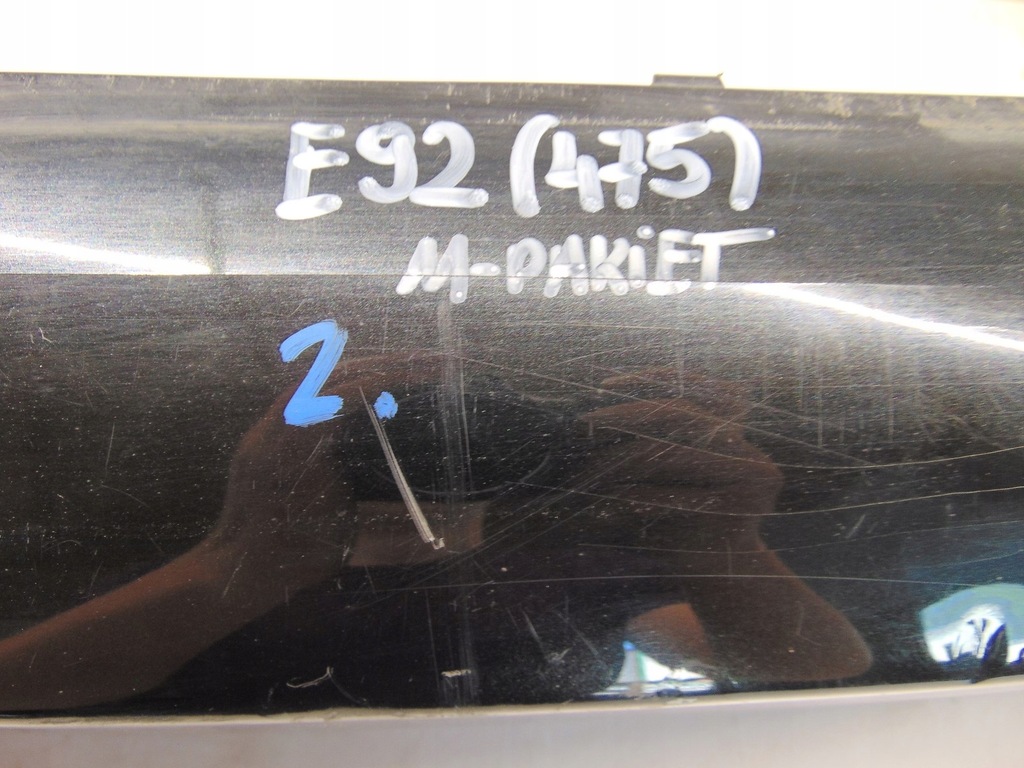 E92 (475)
M-PAKiET
2.